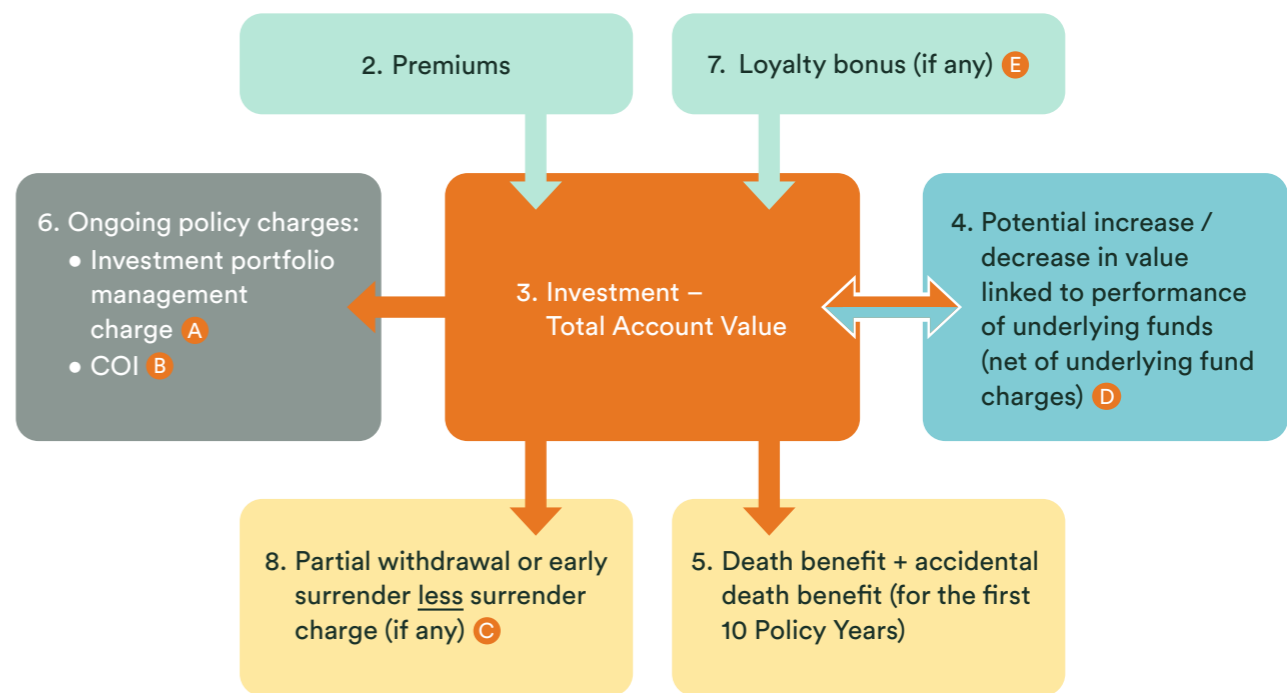 2. Premiums
7. Loyalty bonus (if any) E
6. Ongoing policy charges:
• Investment portfolio
management
charge A
• COI B
3. Investment –
Total Account Value
4. Potential increase /
decrease in value
linked to performance
of underlying funds
(net of underlying fund
charges) D
8. Partial withdrawal or early
surrender less surrender
charge (if any) C
5. Death benefit + accidental
death benefit (for the first
10 Policy Years)